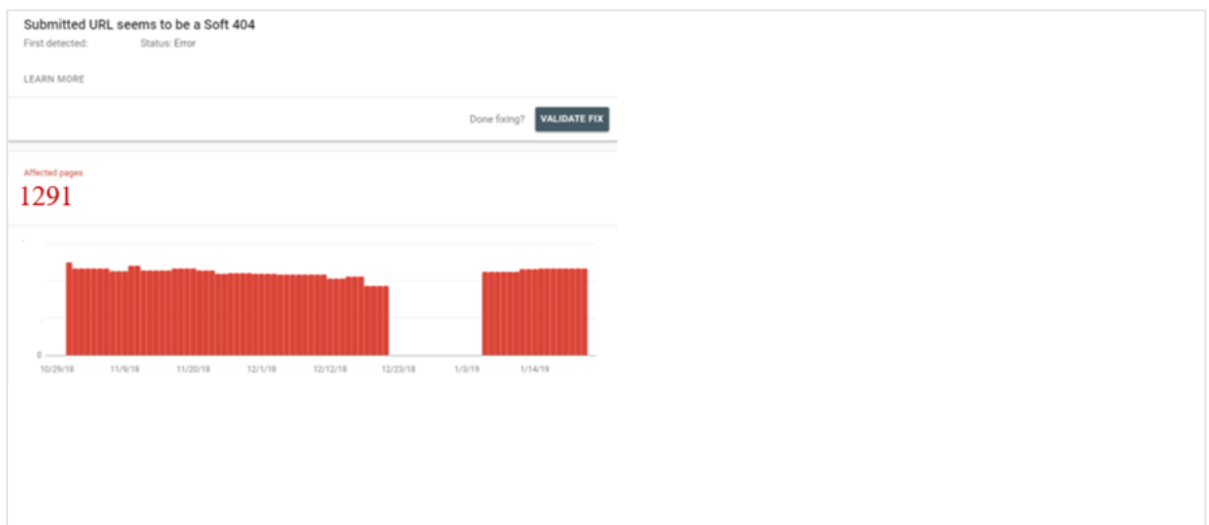 Submitted URL seems to be a Soft 404
First detected: Status: Error
LEARN MORE
Done fixing? VALIDATE FIX
Affected pages
1291
0
10/29/18 11/9/18 11/20/18 12/1/18 12/12/18 12/23/18 1/3/19 1/14/19